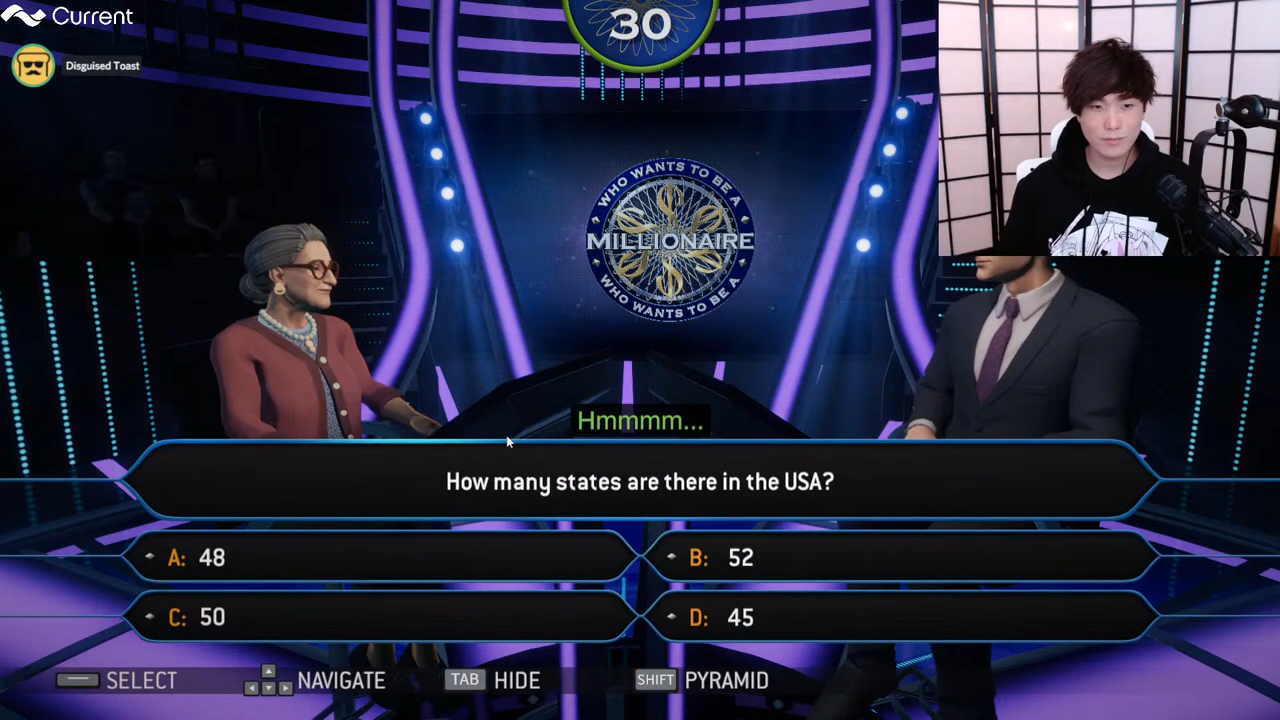 Current
Disguised Toast
30
WHO WANTS TO BE A
MILLIONAIRE
WHO WANTS TO BE A
Hmmmm...
How many states are there in the USA?
A: 48
B: 52
C: 50
D: 45
SELECT
NAVIGATE
TAB HIDE
SHIFT PYRAMID